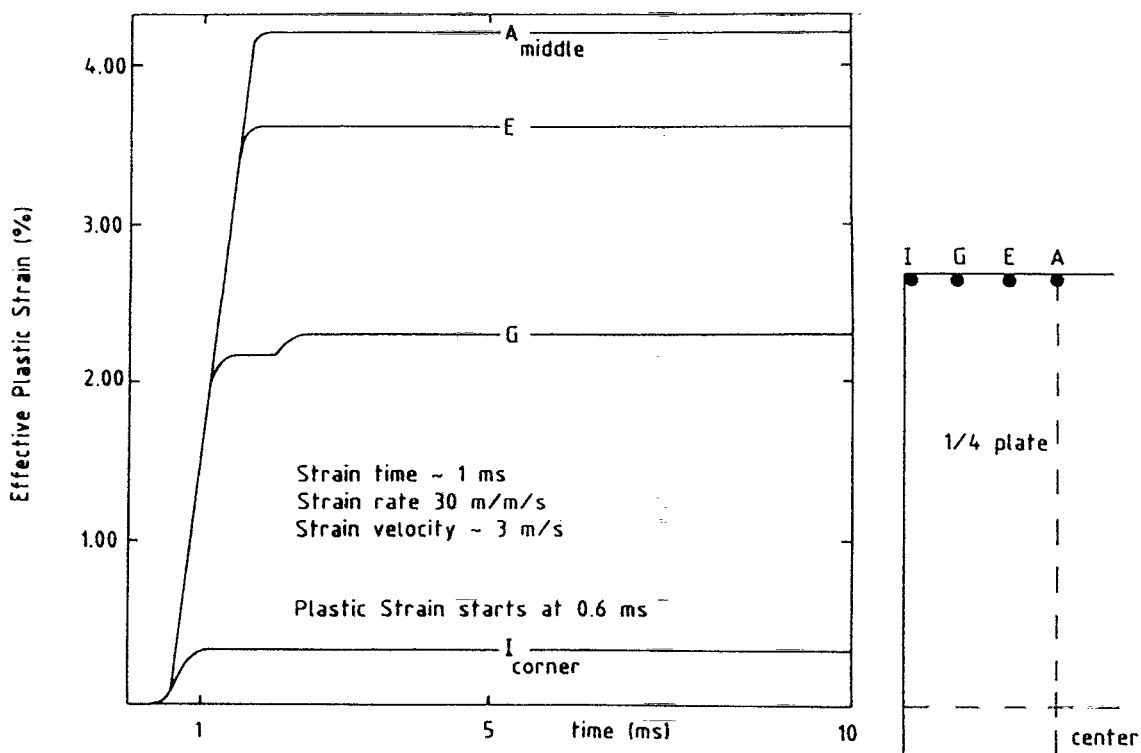 Effective Plastic Strain (%)
4.00
3.00
2.00
1.00
A
middle
E
G
Strain time ~ 1 ms
Strain rate 30 m/m/s
Strain velocity ~ 3 m/s
Plastic Strain starts at 0.6 ms
I
corner
1
5
time (ms)
10
I G E A
1/4 plate
center